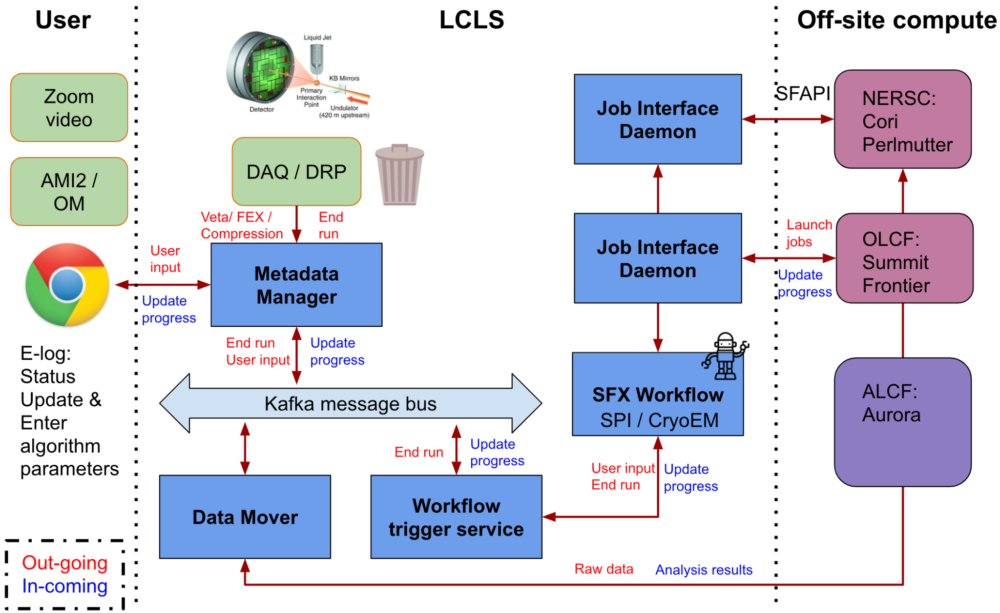 User
LCLS
Off-site compute
Zoom
video
AMI2 /
OM
E-log:
Status
Update &
Enter
algorithm
parameters
Out-going
In-coming
Liquid Jet
KB Mirrors
Primary
Interaction
Point
Detector
Undulator
(420 m upstream)
DAQ / DRP
Veta/ FEX /
Compression
End
run
User
input
Update
progress
Metadata
Manager
End run
User input
Update
progress
Kafka message bus
End run
Update
progress
Data Mover
Workflow
trigger service
Job Interface
Daemon
Job Interface
Daemon
SFX Workflow
SPI / CryoEM
User input
End run
Update
progress
Raw data
Analysis results
SFAPI
Launch
jobs
Update
progress
NERSC:
Cori
Perlmutter
OLCF:
Summit
Frontier
ALCF:
Aurora